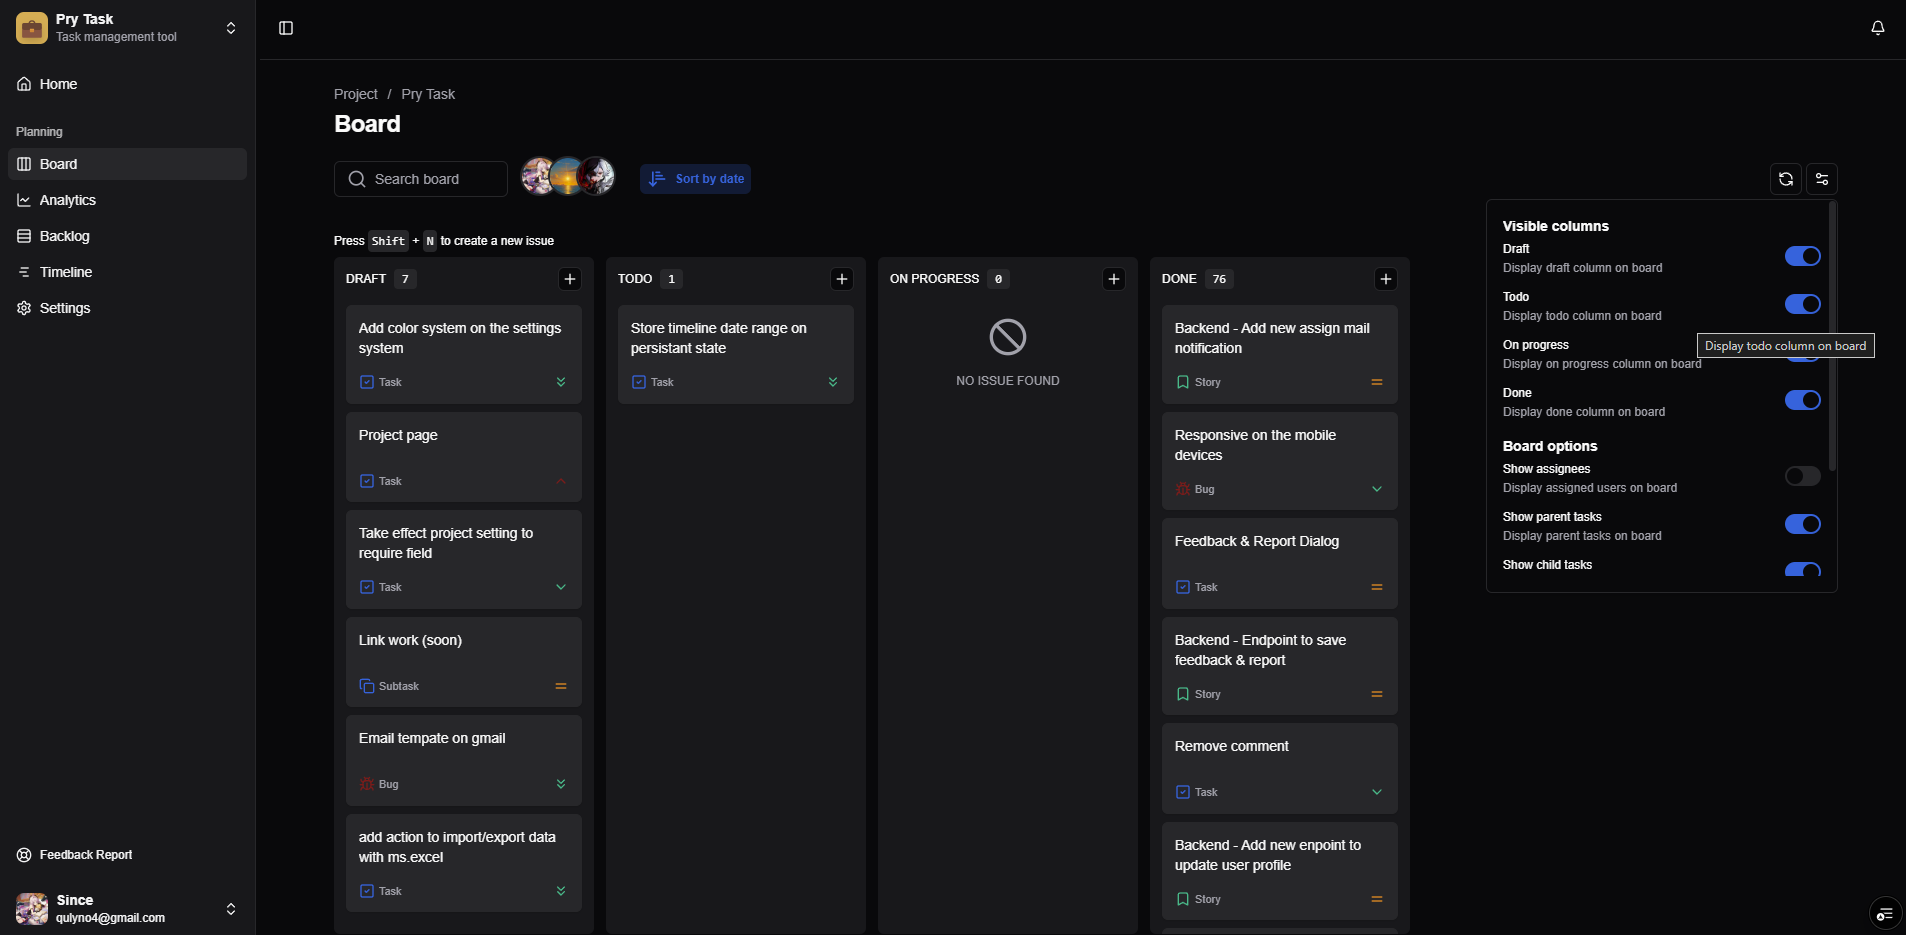 Pry Task
Task management tool
Home
Planning
Board
Analytics
Backlog
Timeline
Settings
Feedback Report
Since
qulyno4@gmail.com
Project / Pry Task
Board
Search board
Sort by date
Press Shift + N to create a new issue
DRAFT 7
Add color system on the settings
system
Task
Project page
Task
Take effect project setting to
require field
Task
Link work (soon)
Subtask
Email tempate on gmail
Bug
add action to import/export data
with ms.excel
Task
TODO 1
Store timeline date range on
persistant state
Task
ON PROGRESS 0
NO ISSUE FOUND
DONE 76
Backend - Add new assign mail
notification
Story
Responsive on the mobile
devices
Bug
Feedback & Report Dialog
Task
Backend - Endpoint to save
feedback & report
Story
Remove comment
Task
Backend - Add new enpoint to
update user profile
Story
Visible columns
Draft
Display draft column on board
Todo
Display todo column on board
On progress
Display todo column on board
Display on progress column on board
Done
Display done column on board
Board options
Show assignees
Display assigned users on board
Show parent tasks
Display parent tasks on board
Show child tasks